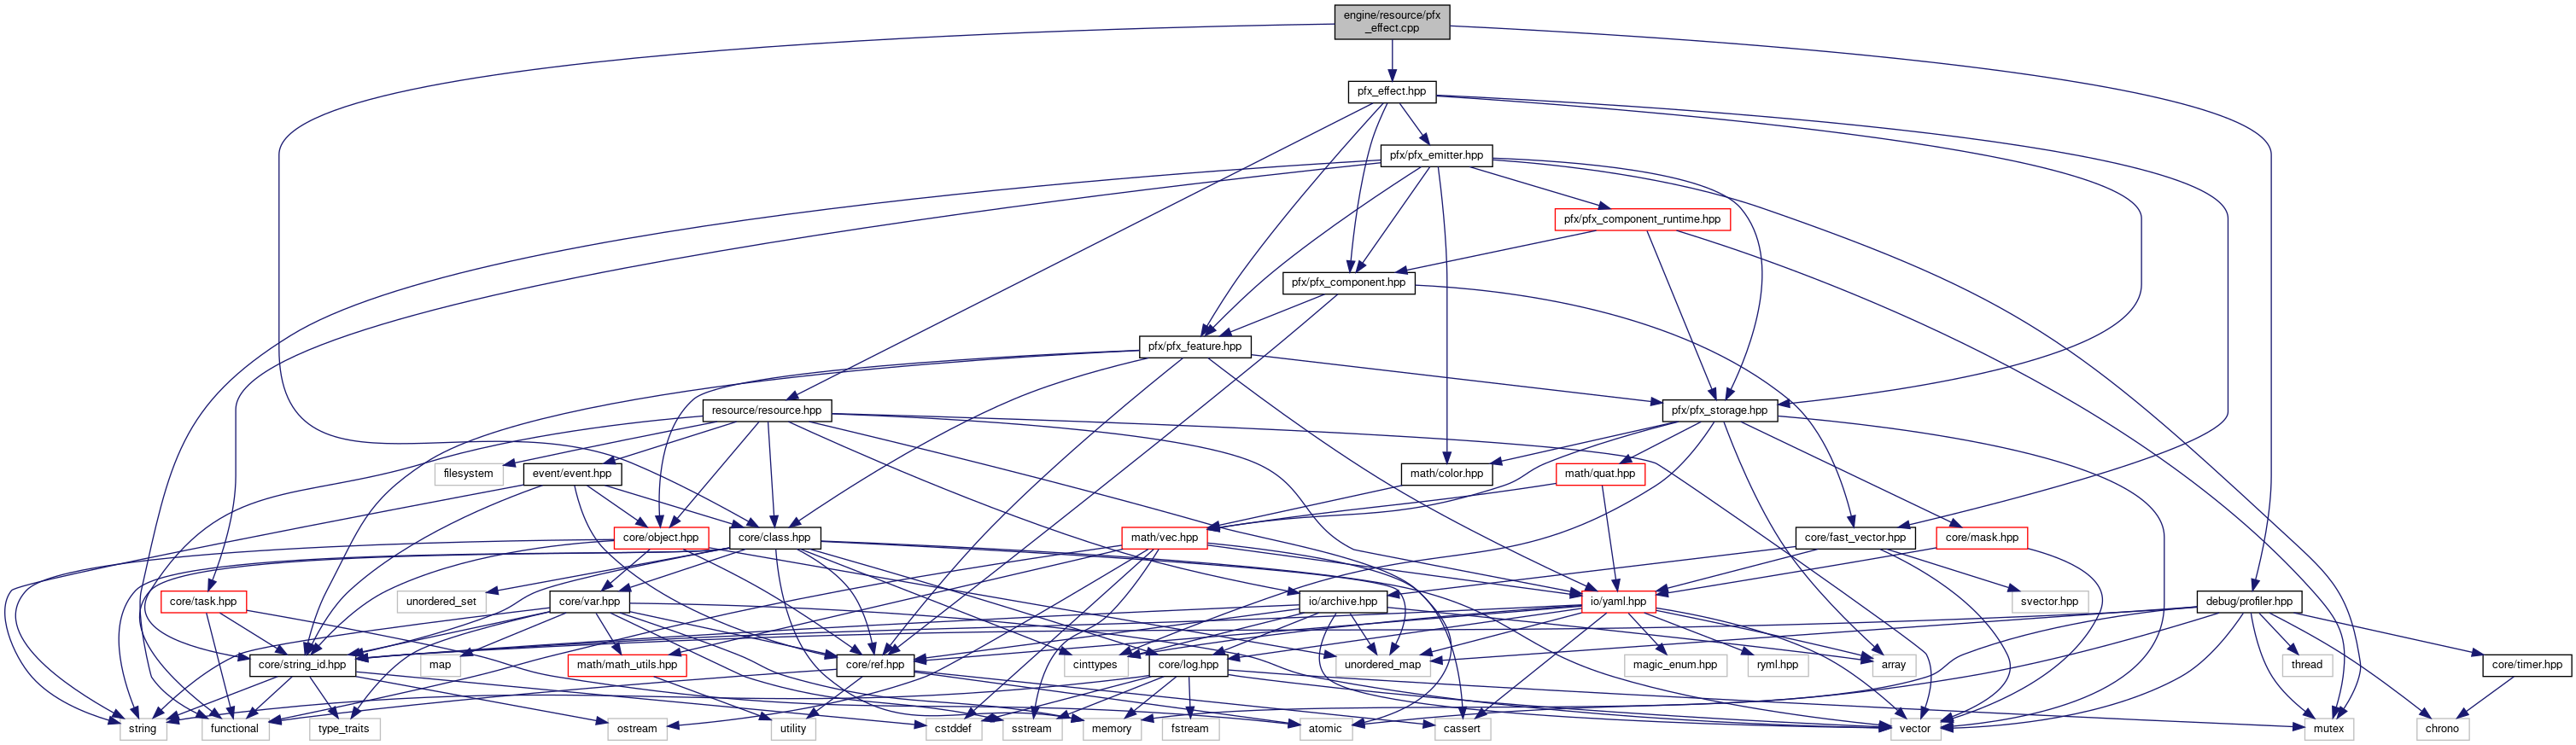 engine/resource/pfx
_effect.cpp
pfx_effect.hpp
pfx/pfx_emitter.hpp
pfx/pfx_component_runtime.hpp
pfx/pfx_component.hpp
pfx/pfx_feature.hpp
resource/resource.hpp
pfx/pfx_storage.hpp
filesystem
event/event.hpp
math/color.hpp
math/quat.hpp
core/object.hpp
core/class.hpp
math/vec.hpp
core/fast_vector.hpp
core/mask.hpp
core/task.hpp
unordered_set
core/var.hpp
io/archive.hpp
io/yaml.hpp
svector.hpp
debug/profiler.hpp
core/string_id.hpp
map
math/math_utils.hpp
core/ref.hpp
cinttypes
core/log.hpp
unordered_map
magic_enum.hpp
ryml.hpp
array
thread
core/timer.hpp
string
functional
type_traits
ostream
utility
cstddef
sstream
memory
fstream
atomic
cassert
vector
mutex
chrono